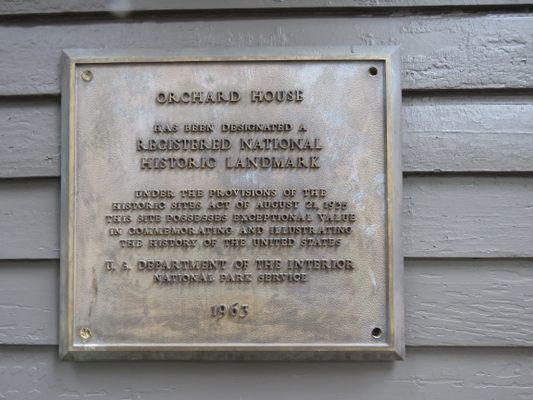 ORCHARD HOUSE
HAS BEEN DESIGNATED A
REGISTERED NATIONAL
HISTORIC LANDMARK
UNDER THE PROVISIONS OF THE
HISTORIC SITES ACT OF AUGUST 21, 1935
THIS SITE POSSESSES EXCEPTIONAL VALUE
IN COMMEMORATING AND ILLUSTRATING
THE HISTORY OF THE UNITED STATES
U. S. DEPARTMENT OF THE INTERIOR
NATIONAL PARK SERVICE
1963